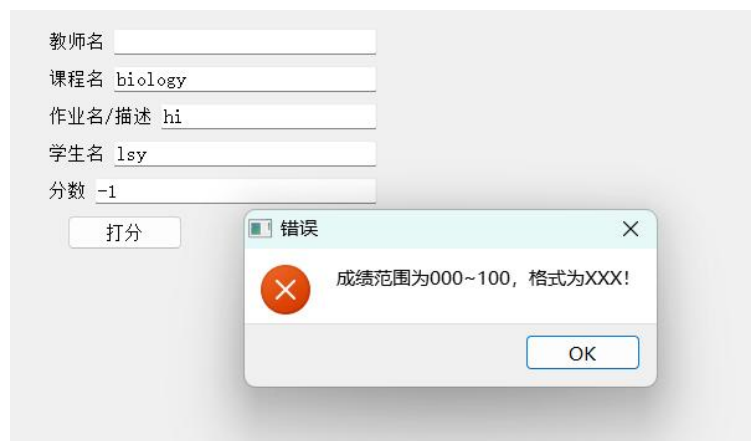 教师名
课程名 biology
作业名/描述 hi
学生名 lsy
分数 -1
打分
错误
成绩范围为000~100，格式为XXX!
OK